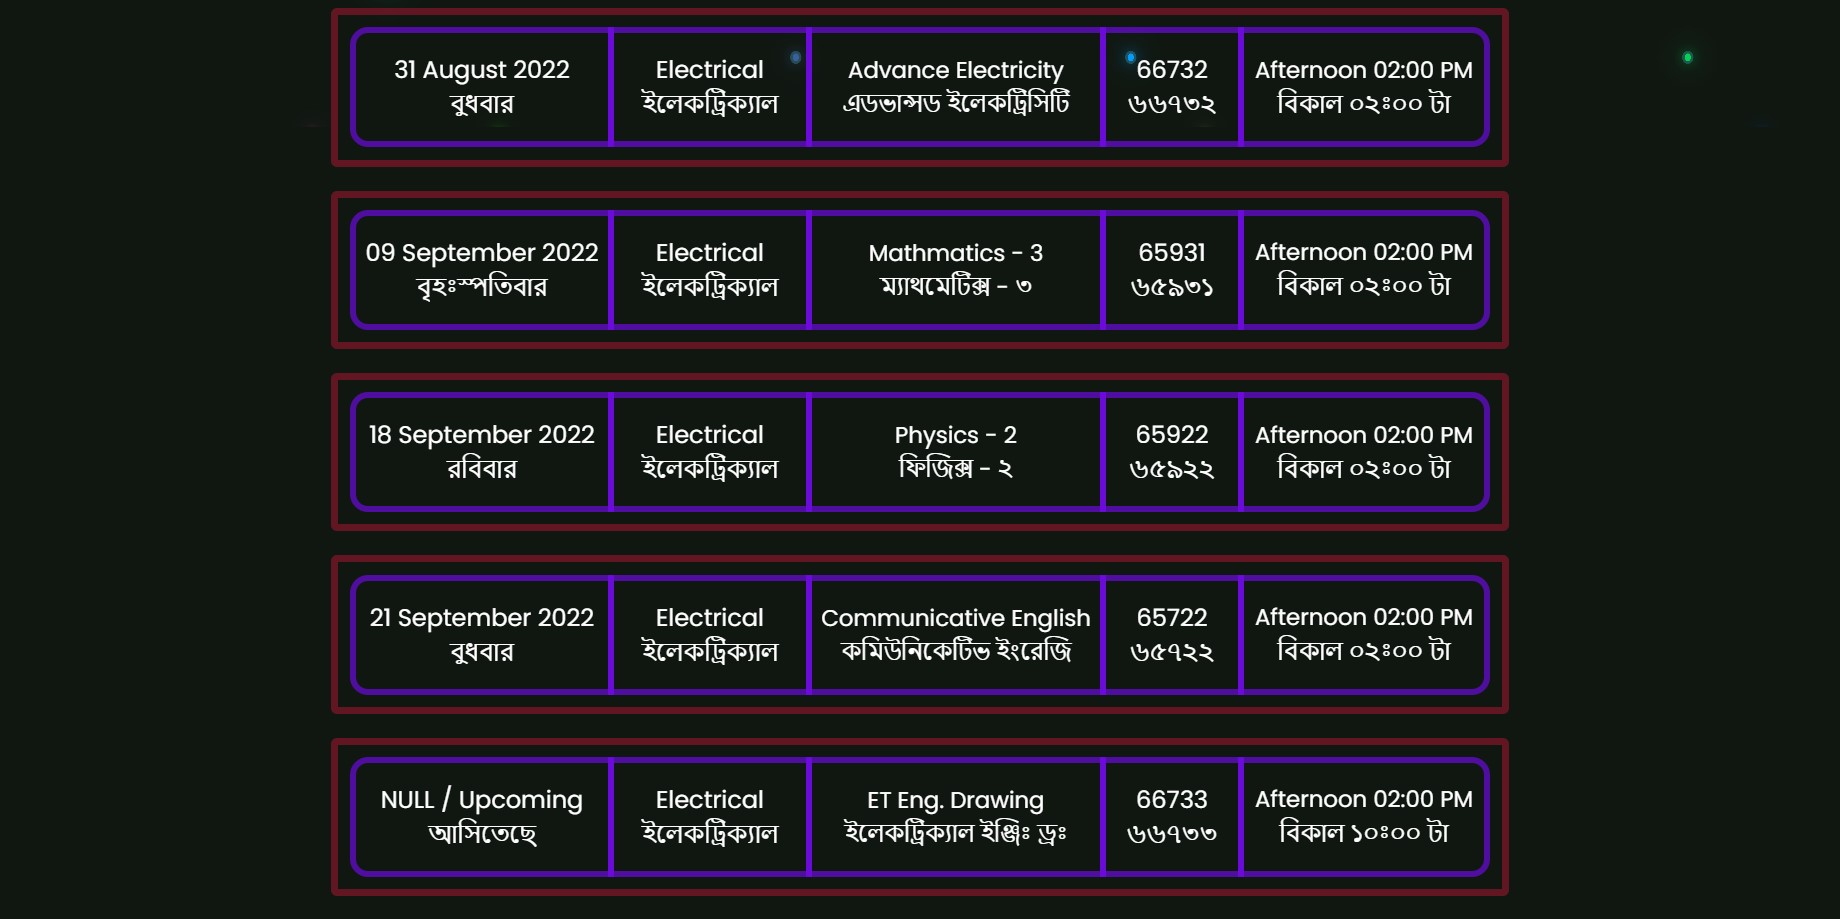 31 August 2022
বুধবার
Electrical
ইলেকট্রিক্যাল
Advance Electricity
এডভান্সড ইলেকট্রিসিটি
66732
৬৬৭৩২
Afternoon 02:00 PM
বিকাল ০২ঃ০০ টা
09 September 2022
বৃহঃস্পতিবার
Electrical
ইলেকট্রিক্যাল
Mathmatics - 3
ম্যাথমেটিক্স - ৩
65931
৬৫৯৩১
Afternoon 02:00 PM
বিকাল ০২ঃ০০ টা
18 September 2022
রবিবার
Electrical
ইলেকট্রিক্যাল
Physics - 2
ফিজিক্স - ২
65922
৬৫৯২২
Afternoon 02:00 PM
বিকাল ০২ঃ০০ টা
21 September 2022
বুধবার
Electrical
ইলেকট্রিক্যাল
Communicative English
কমিউনিকেটিভ ইংরেজি
65722
৬৫৭২২
Afternoon 02:00 PM
বিকাল ০২ঃ০০ টা
NULL / Upcoming
আসিতেছে
Electrical
ইলেকট্রিক্যাল
ET Eng. Drawing
ইলেকট্রিক্যাল ইঞ্জিঃ ড্রঃ
66733
৬৬৭৩৩
Afternoon 02:00 PM
বিকাল ১০ঃ০০ টা